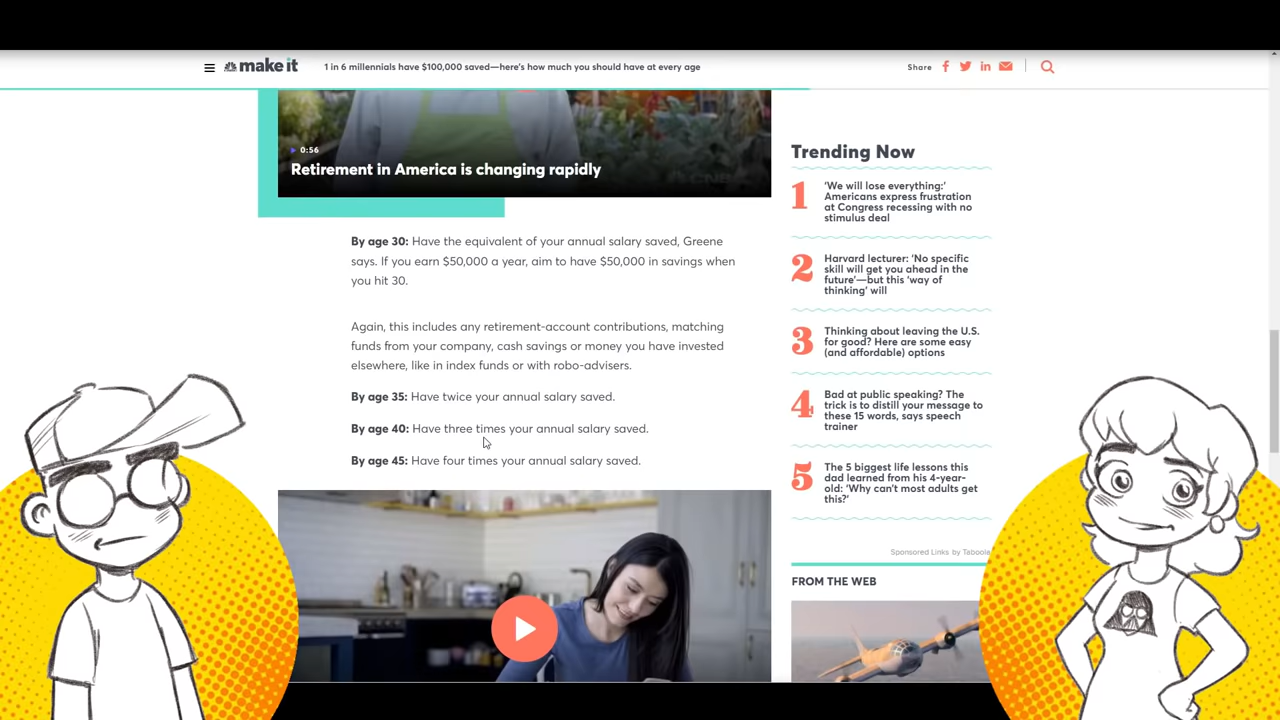 make it
1 in 6 millennials have $100,000 saved—here's how much you should have at every age
Share
0:56
Retirement in America is changing rapidly
CNBC
By age 30: Have the equivalent of your annual salary saved, Greene
says. If you earn $50,000 a year, aim to have $50,000 in savings when
you hit 30.
Again, this includes any retirement-account contributions, matching
funds from your company, cash savings or money you have invested
elsewhere, like in index funds or with robo-advisers.
By age 35: Have twice your annual salary saved.
By age 40: Have three times your annual salary saved.
By age 45: Have four times your annual salary saved.
Trending Now
1
'We will lose everything:'
Americans express frustration
at Congress recessing with no
stimulus deal
2
Harvard lecturer: 'No specific
skill will get you ahead in the
future'—but this 'way of
thinking' will
3
Thinking about leaving the U.S.
for good? Here are some easy
(and affordable) options
4
Bad at public speaking? The
trick is to distill your message to
these 15 words, says speech
trainer
5
The 5 biggest life lessons this
dad learned from his 4-year-
old: 'Why can't most adults get
this?'
Sponsored Links by Taboola
FROM THE WEB